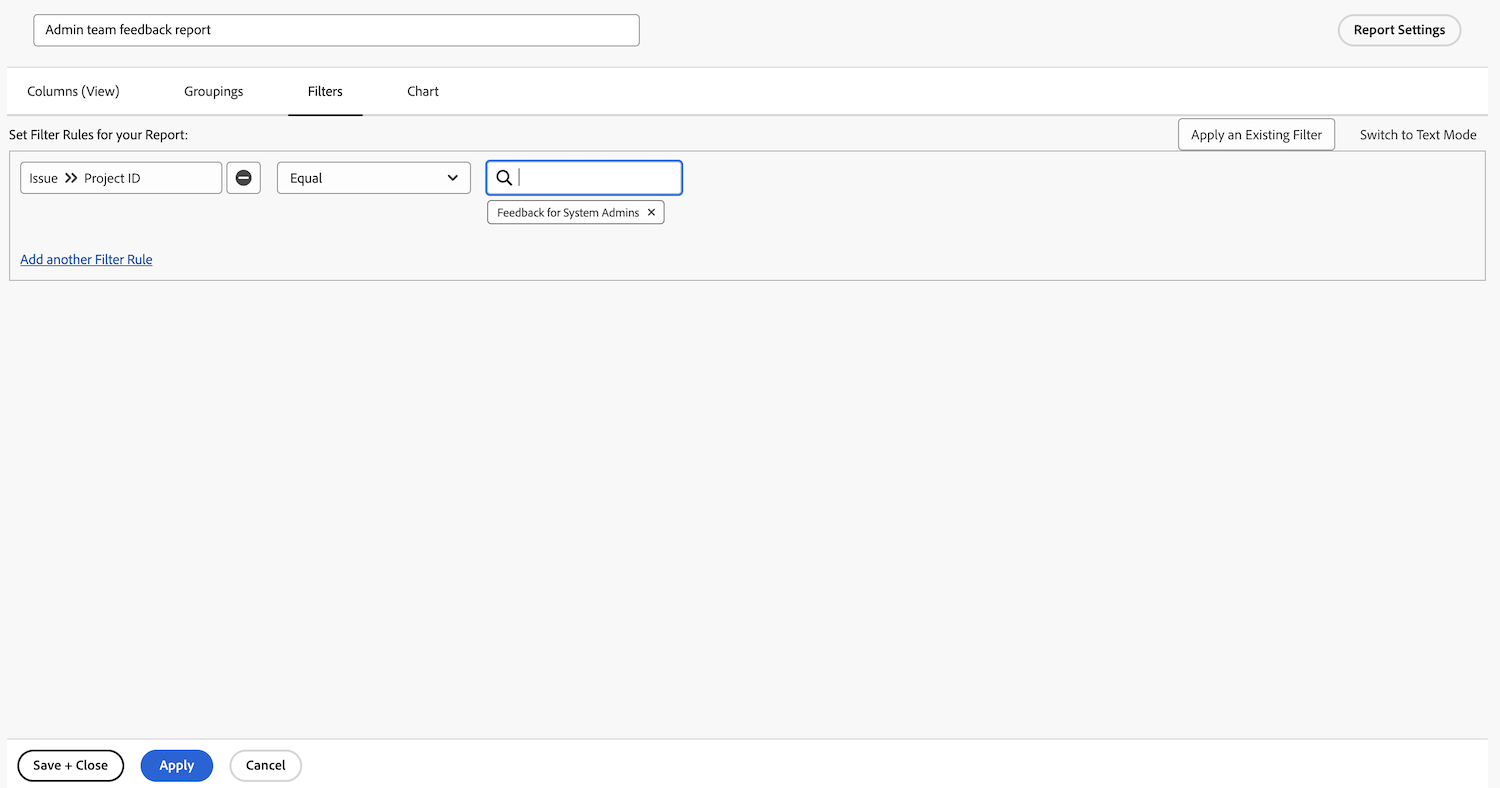 Admin team feedback report
Report Settings
Columns (View) Groupings Filters Chart
Set Filter Rules for your Report:
Apply an Existing Filter
Switch to Text Mode
Issue >> Project ID
Equal
Feedback for System Admins
Add another Filter Rule
Save + Close Apply Cancel